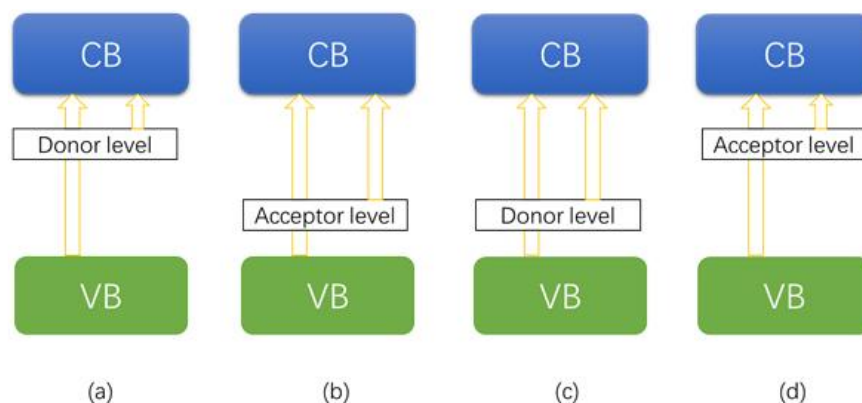 CB CB CB CB
Donor level Acceptor level
Acceptor level Donor level
VB VB VB VB
(a) (b) (c) (d)